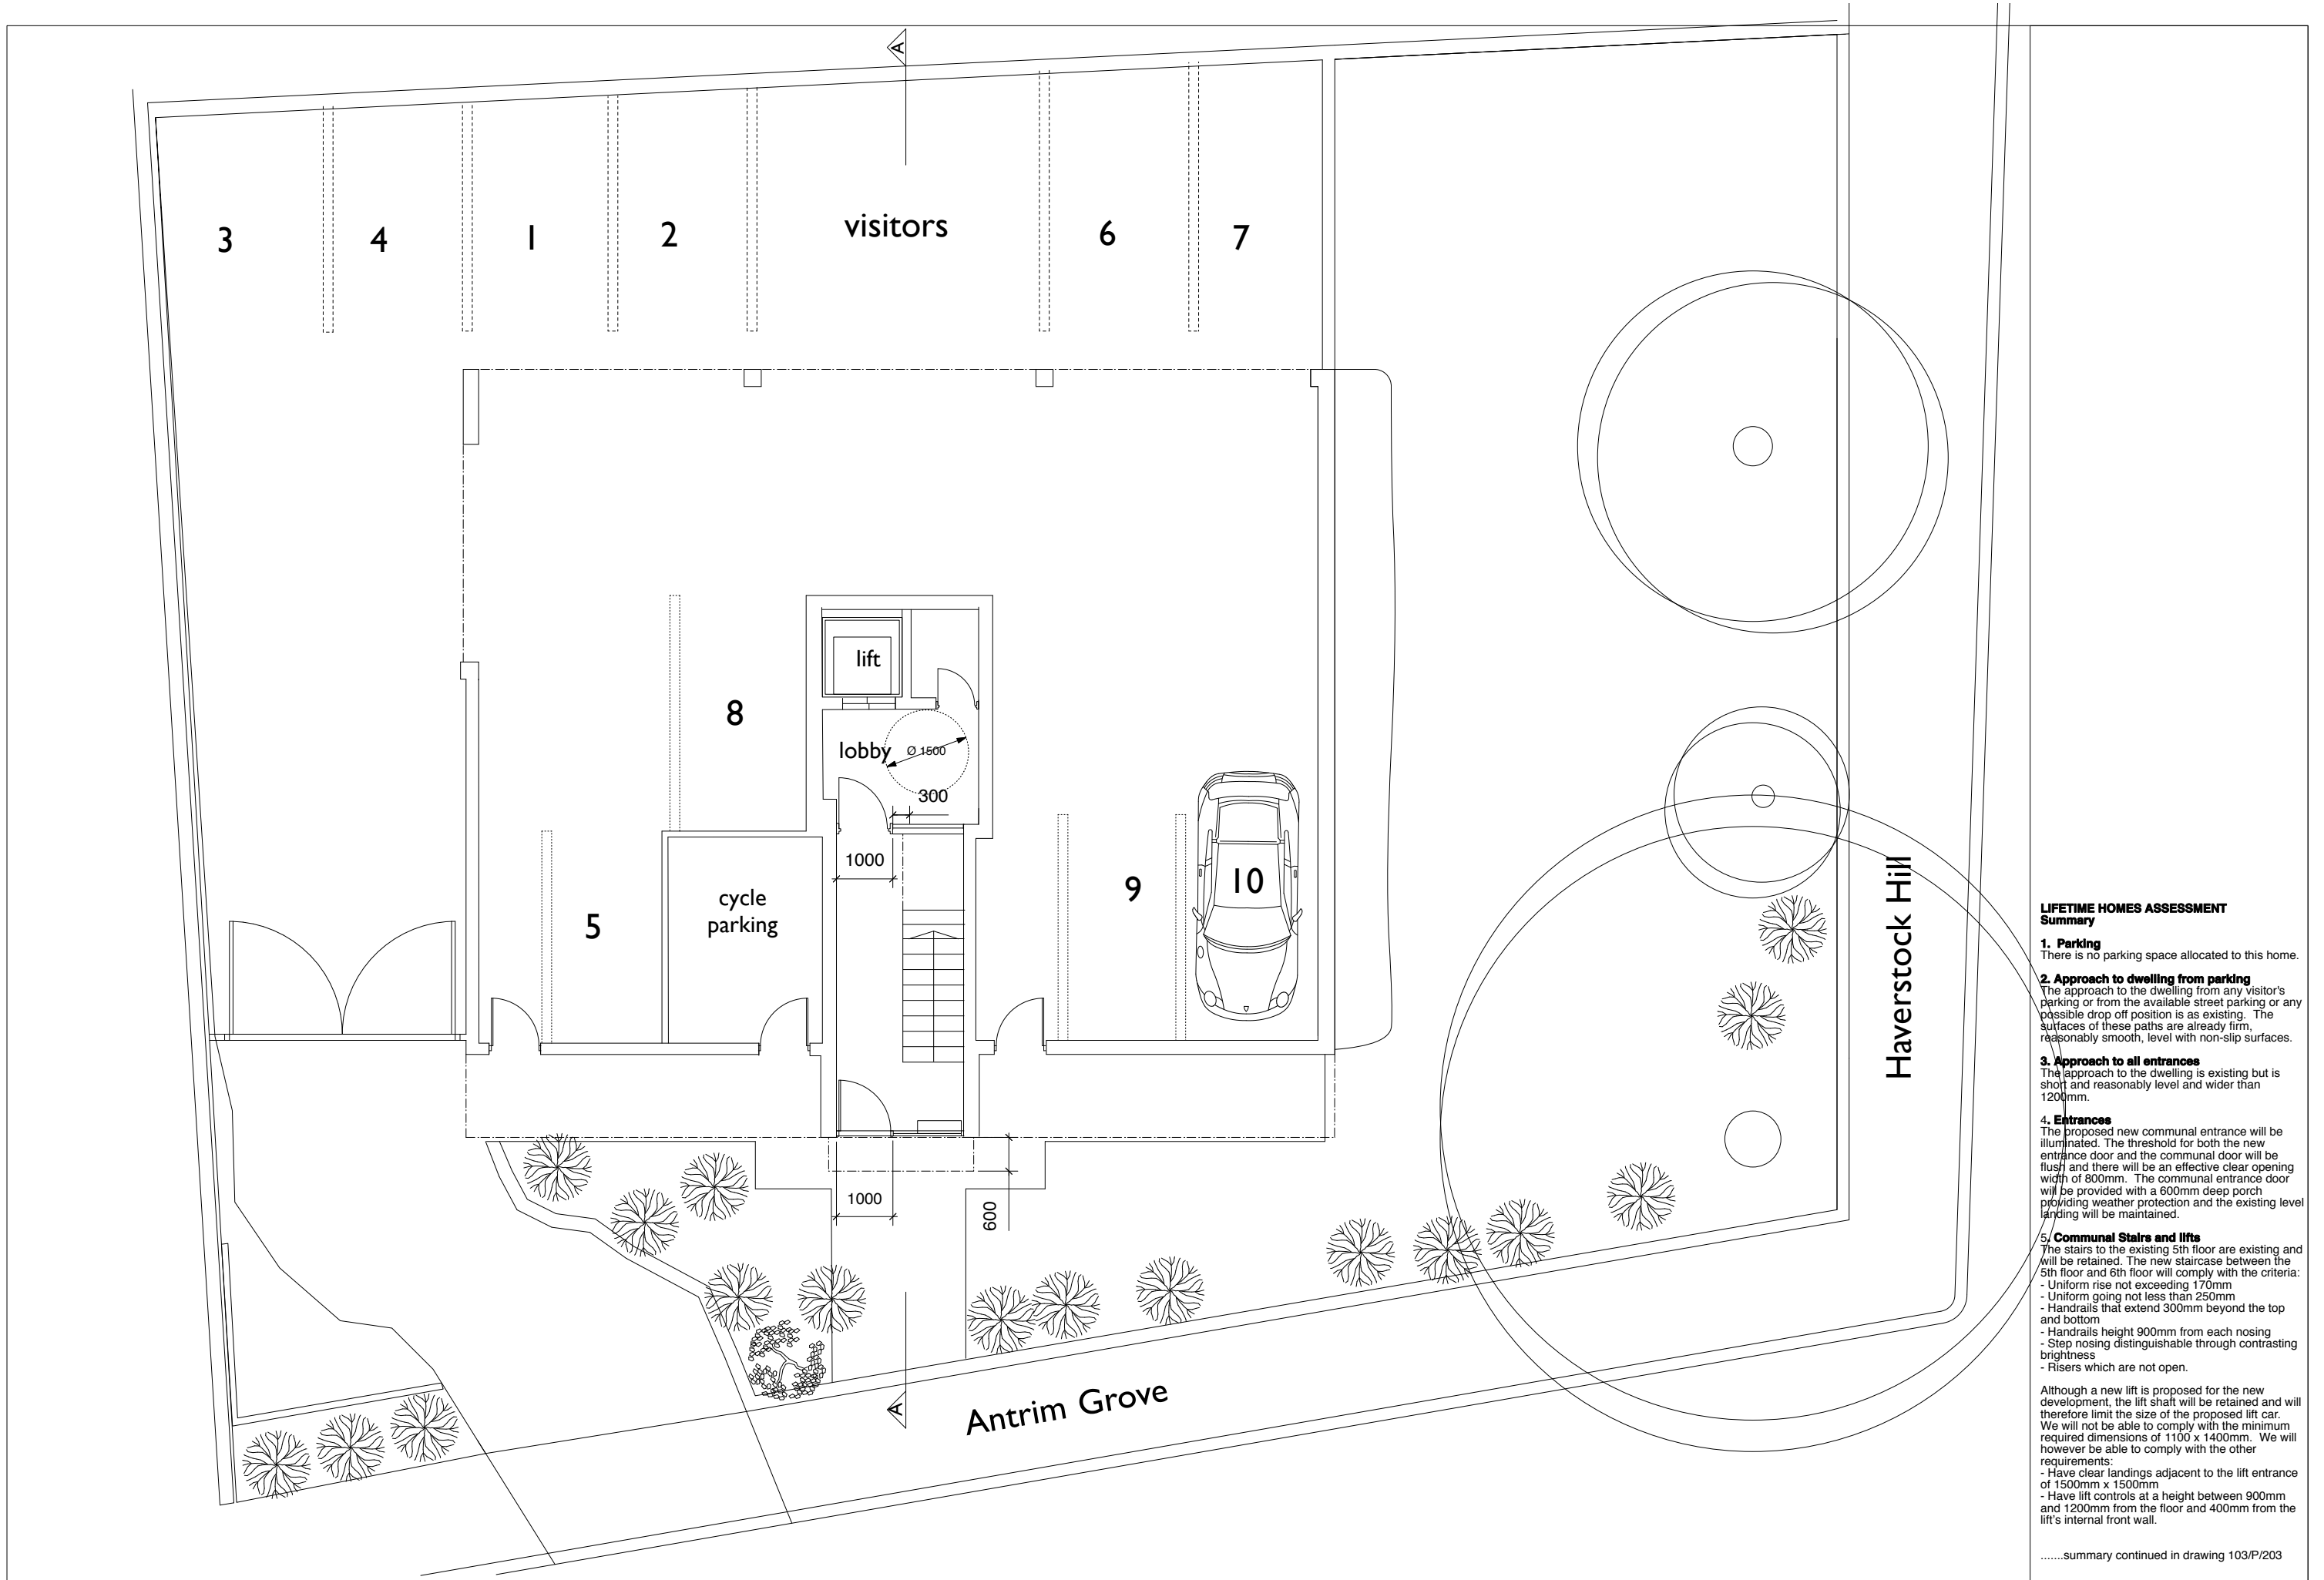 A
3
4
1
2
visitors
6
7
lift
8
lobby
Ø 1500
300
1000
cycle
parking
5
9
10
1000
600
A
Antrim Grove
Haverstock Hill
LIFETIME HOMES ASSESSMENT
Summary
1. Parking
There is no parking space allocated to this home.
2. Approach to dwelling from parking
The approach to the dwelling from any visitor's
parking or from the available street parking or any
possible drop off position is as existing. The
surfaces of these paths are already firm,
reasonably smooth, level with non-slip surfaces.
3. Approach to all entrances
The approach to the dwelling is existing but is
short and reasonably level and wider than
1200mm.
4. Entrances
The proposed new communal entrance will be
illuminated. The threshold for both the new
entrance door and the communal door will be
flush and there will be an effective clear opening
width of 800mm. The communal entrance door
will be provided with a 600mm deep porch
providing weather protection and the existing level
landing will be maintained.
5. Communal Stairs and lifts
The stairs to the existing 5th floor are existing and
will be retained. The new staircase between the
5th floor and 6th floor will comply with the criteria:
- Uniform rise not exceeding 170mm
- Uniform going not less than 250mm
- Handrails that extend 300mm beyond the top
and bottom
- Handrails height 900mm from each nosing
- Step nosing distinguishable through contrasting
brightness
- Risers which are not open.
Although a new lift is proposed for the new
development, the lift shaft will be retained and will
therefore limit the size of the proposed lift car.
We will not be able to comply with the minimum
required dimensions of 1100 x 1400mm. We will
however be able to comply with the other
requirements:
- Have clear landings adjacent to the lift entrance
of 1500mm x 1500mm
- Have lift controls at a height between 900mm
and 1200mm from the floor and 400mm from the
lift's internal front wall.
.......summary continued in drawing 103/P/203